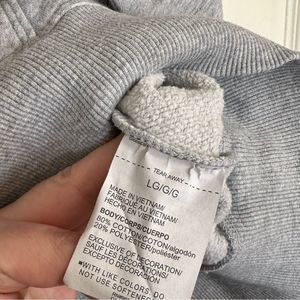 TEAR AWAY
LG/G/G
MADE IN VIETNAM/
FABRIQUE AU VIETNAM/
HECHO EN VIETNAM
BODY/CORPS/CUERPO
80% COTTON/COTON/algodón
20% POLYESTER/poliéster
EXCLUSIVE OF DECORATION/
SAUF LES DÉCORATIONS/
EXCEPTO DECORACIÓN
*WITH LIKE COLORS, DO
NOT USE SOFTENER